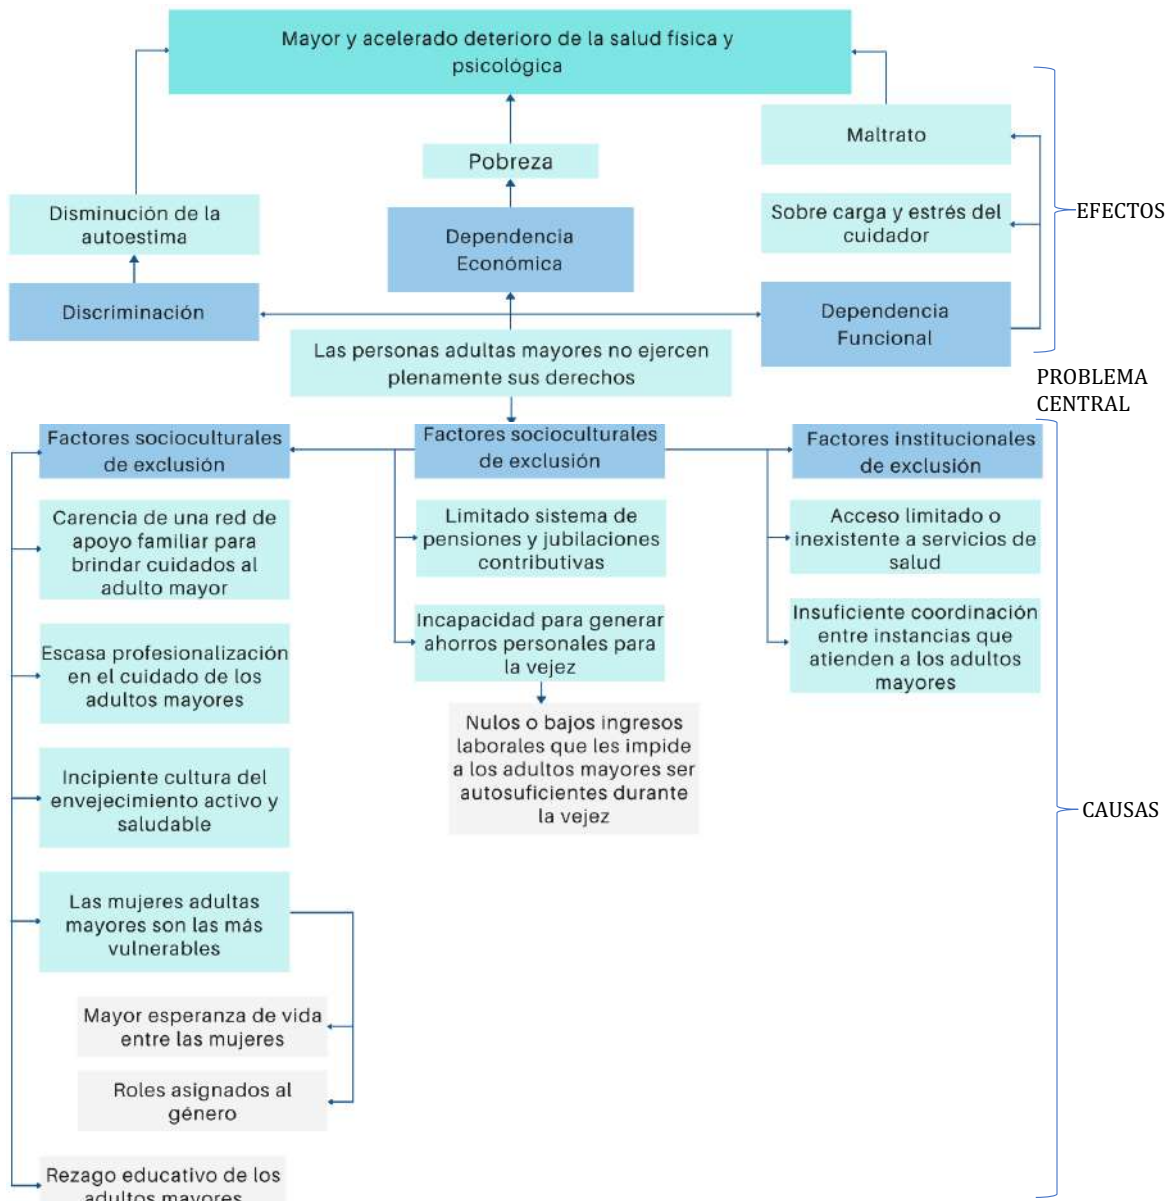 Mayor y acelerado deterioro de la salud física y
psicológica
Maltrato
Pobreza
Disminución de la
autoestima
Sobre carga y estrés del
cuidador
EFECTOS
Dependencia
Económica
Discriminación
Dependencia
Funcional
Las personas adultas mayores no ejercen
plenamente sus derechos
PROBLEMA
CENTRAL
Factores socioculturales
de exclusión
Factores socioculturales
de exclusión
Factores institucionales
de exclusión
Carencia de una red de
apoyo familiar para
brindar cuidados al
adulto mayor
Limitado sistema de
pensiones y jubilaciones
contributivas
Acceso limitado o
inexistente a servicios de
salud
Escasa profesionalización
en el cuidado de los
adultos mayores
Incapacidad para generar
ahorros personales para
la vejez
Insuficiente coordinación
entre instancias que
atienden a los adultos
mayores
Nulos o bajos ingresos
laborales que les impide
a los adultos mayores ser
autosuficientes durante
la vejez
Incipiente cultura del
envejecimiento activo y
saludable
CAUSAS
Las mujeres adultas
mayores son las más
vulnerables
Mayor esperanza de vida
entre las mujeres
Roles asignados al
género
Rezago educativo de los
adultos mayores